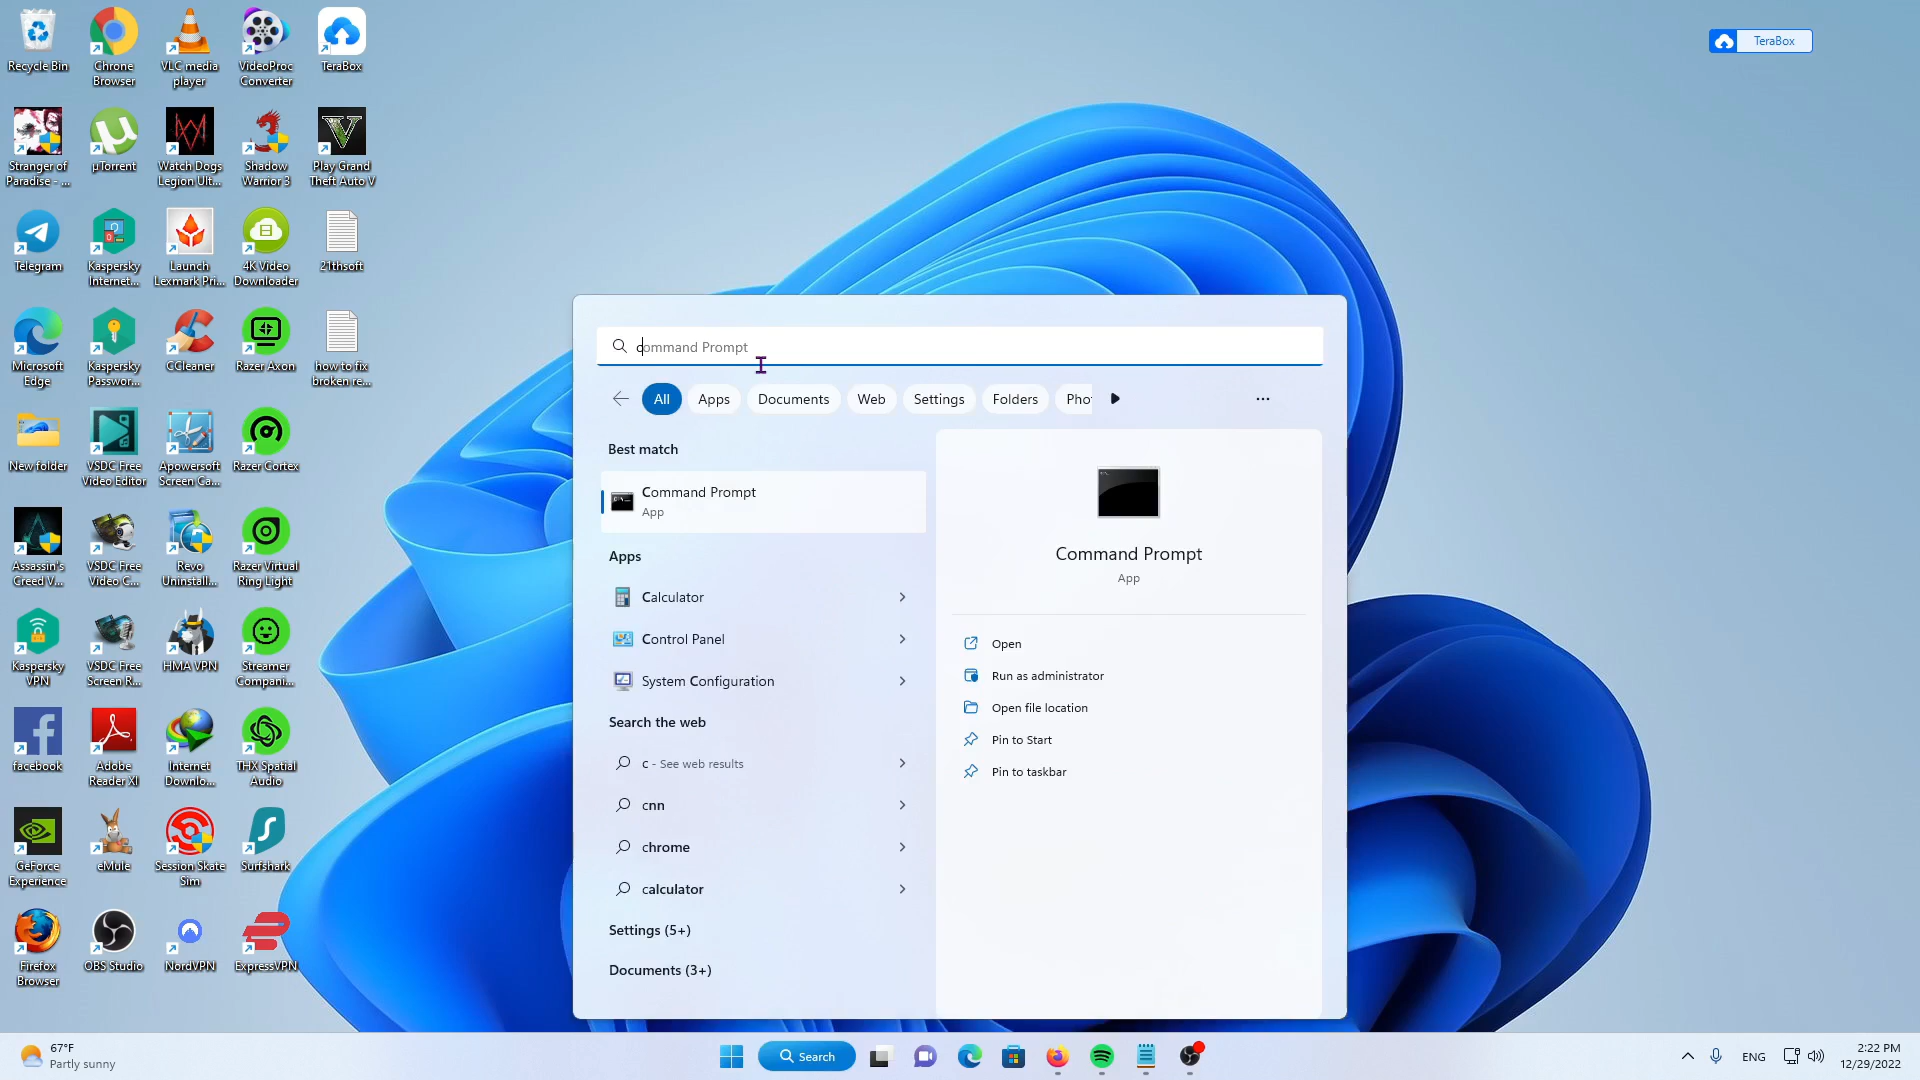 Recycle Bin
Chrome
Browser
VLC media
player
VideoProc
Converter
TeraBox
TeraBox
Stranger of
Paradise - ...
µTorrent
Watch Dogs
Legion Ult...
Shadow
Warrior 3
Play Grand
Theft Auto V
Telegram
Kaspersky
Internet...
Launch
Lexmark Pri...
4K Video
Downloader
21thsoft
Microsoft
Edge
Kaspersky
Passwor...
CCleaner
Razer Axon
how to fix
broken re...
New folder
VSDC Free
Video Editor
Apowersoft
Screen Ca...
Razer Cortex
Assassin's
Creed V...
VSDC Free
Video C...
Revo
Uninstall...
Razer Virtual
Ring Light
Kaspersky
VPN
VSDC Free
Screen R...
HMA VPN
Streamer
Compani...
facebook
Adobe
Reader XI
Internet
Downlo...
THX Spatial
Audio
GeForce
Experience
eMule
Session Skate
Sim
Surfshark
Firefox
Browser
OBS Studio
NordVPN
ExpressVPN
command Prompt
All
Apps
Documents
Web
Settings
Folders
Pho
...
Best match
Command Prompt
App
Apps
Calculator
Control Panel
System Configuration
Search the web
c - See web results
cnn
chrome
calculator
Settings (5+)
Documents (3+)
Command Prompt
App
Open
Run as administrator
Open file location
Pin to Start
Pin to taskbar
67°F
Partly sunny
Search
ENG
2:22 PM
12/29/2022